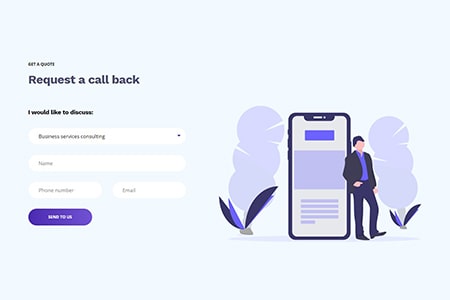 GET A QUOTE
Request a call back
I would like to discuss:
Business services consulting
Name
Phone number
Email
SEND TO US